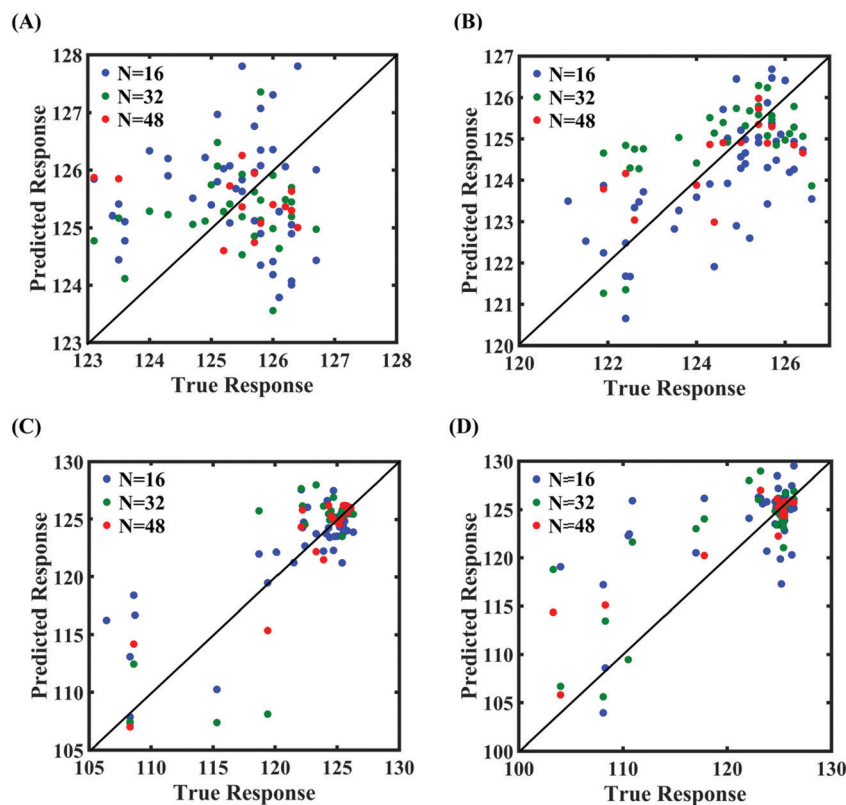 (A)
128
127
126
125
124
123
123 124 125 126 127 128
Predicted Response
True Response
N=16
N=32
N=48
(B)
127
126
125
124
123
122
121
120
120 122 124 126
Predicted Response
True Response
N=16
N=32
N=48
(C)
130
125
120
115
110
105
105 110 115 120 125 130
Predicted Response
True Response
N=16
N=32
N=48
(D)
130
125
120
115
110
105
100
100 110 120 130
Predicted Response
True Response
N=16
N=32
N=48